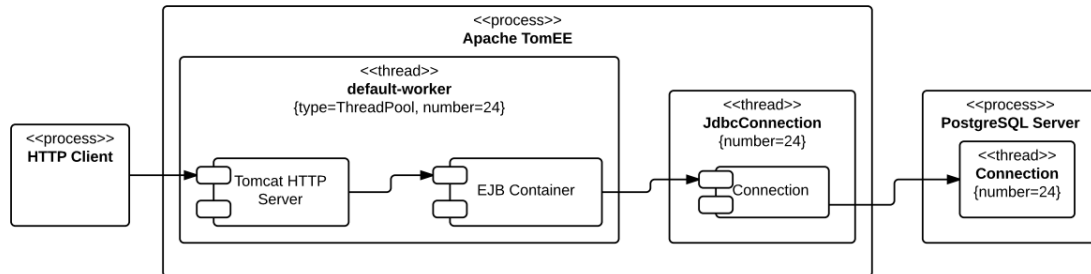 <<process>>
Apache TomEE
<<thread>>
default-worker
{type=ThreadPool, number=24}
<<process>>
HTTP Client
Tomcat HTTP
Server
EJB Container
<<thread>>
JdbcConnection
{number=24}
Connection
<<process>>
PostgreSQL Server
<<thread>>
Connection
{number=24}